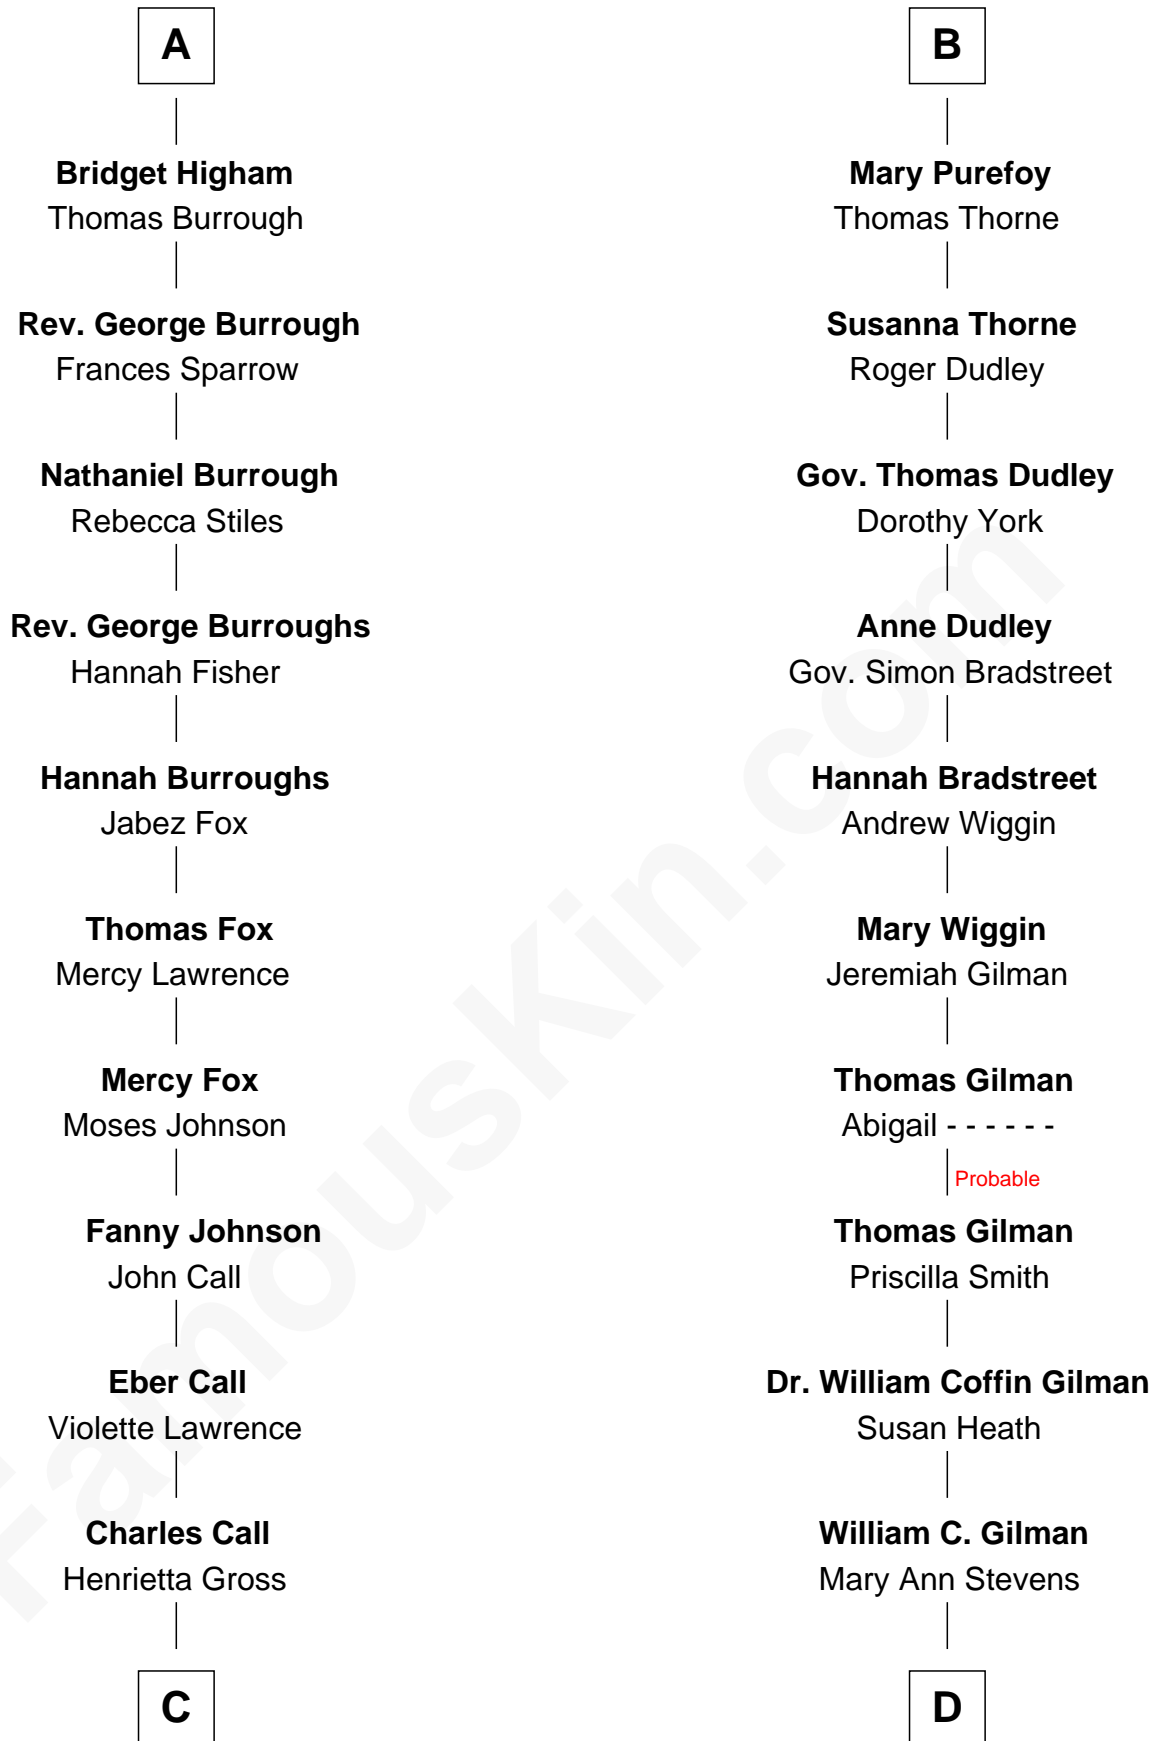 A
Bridget Higham
Thomas Burrough
Rev. George Burrough
Frances Sparrow
Nathaniel Burrough
Rebecca Stiles
Rev. George Burroughs
Hannah Fisher
Hannah Burroughs
Jabez Fox
Thomas Fox
Mercy Lawrence
Mercy Fox
Moses Johnson
Fanny Johnson
John Call
Eber Call
Violette Lawrence
Charles Call
Henrietta Gross
C
B
Mary Purefoy
Thomas Thorne
Susanna Thorne
Roger Dudley
Gov. Thomas Dudley
Dorothy York
Anne Dudley
Gov. Simon Bradstreet
Hannah Bradstreet
Andrew Wiggin
Mary Wiggin
Jeremiah Gilman
Thomas Gilman
Abigail - - - - - -
Probable
Thomas Gilman
Priscilla Smith
Dr. William Coffin Gilman
Susan Heath
William C. Gilman
Mary Ann Stevens
D
FamousKin.com